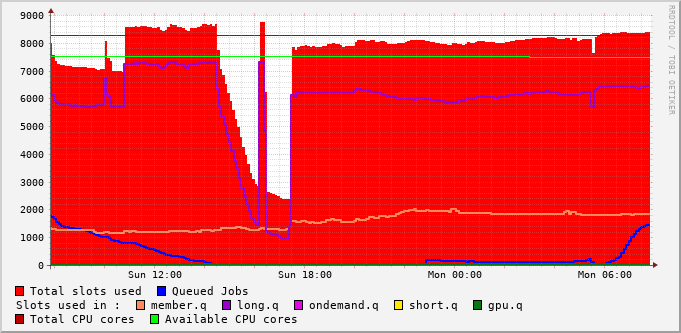 9000
8000
7000
6000
5000
4000
3000
2000
1000
0
Sun 12:00 Sun 18:00 Mon 00:00 Mon 06:00
Total slots used Queued Jobs
Slots used in : member.q long.q ondemand.q short.q gpu.q
Total CPU cores Available CPU cores
RRDTOOL / TOBI OETIKER